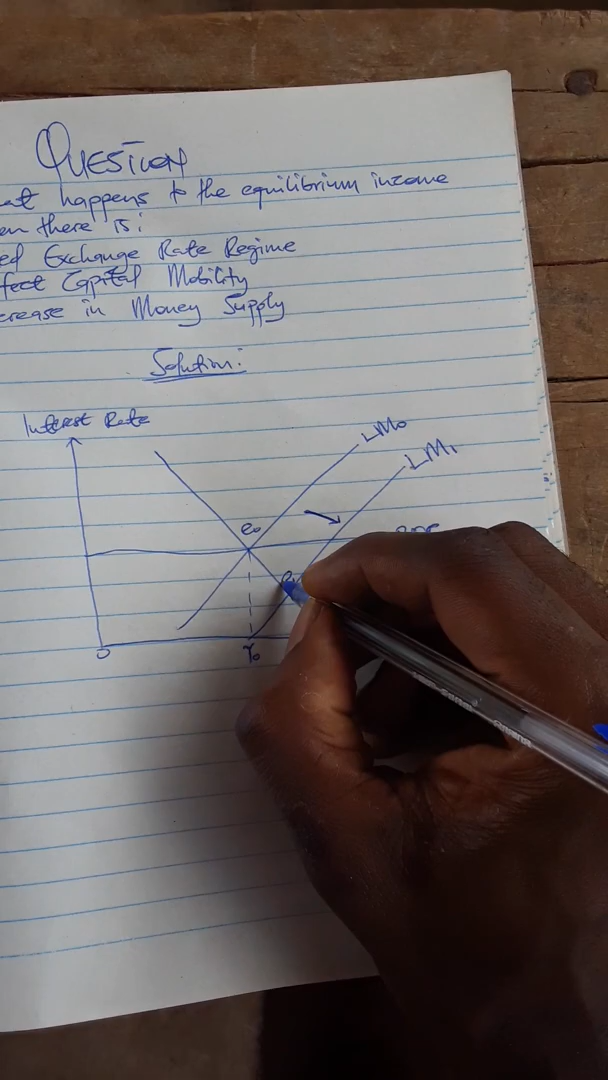 QUESTION
at happens to the equilibrium income
en there is:
ed Exchange Rate Regime
fect Capital Mobility
crease in Money Supply
Solution:
Interest Rate
LM₀
LM₁
e₀
e₁
0
Y₀